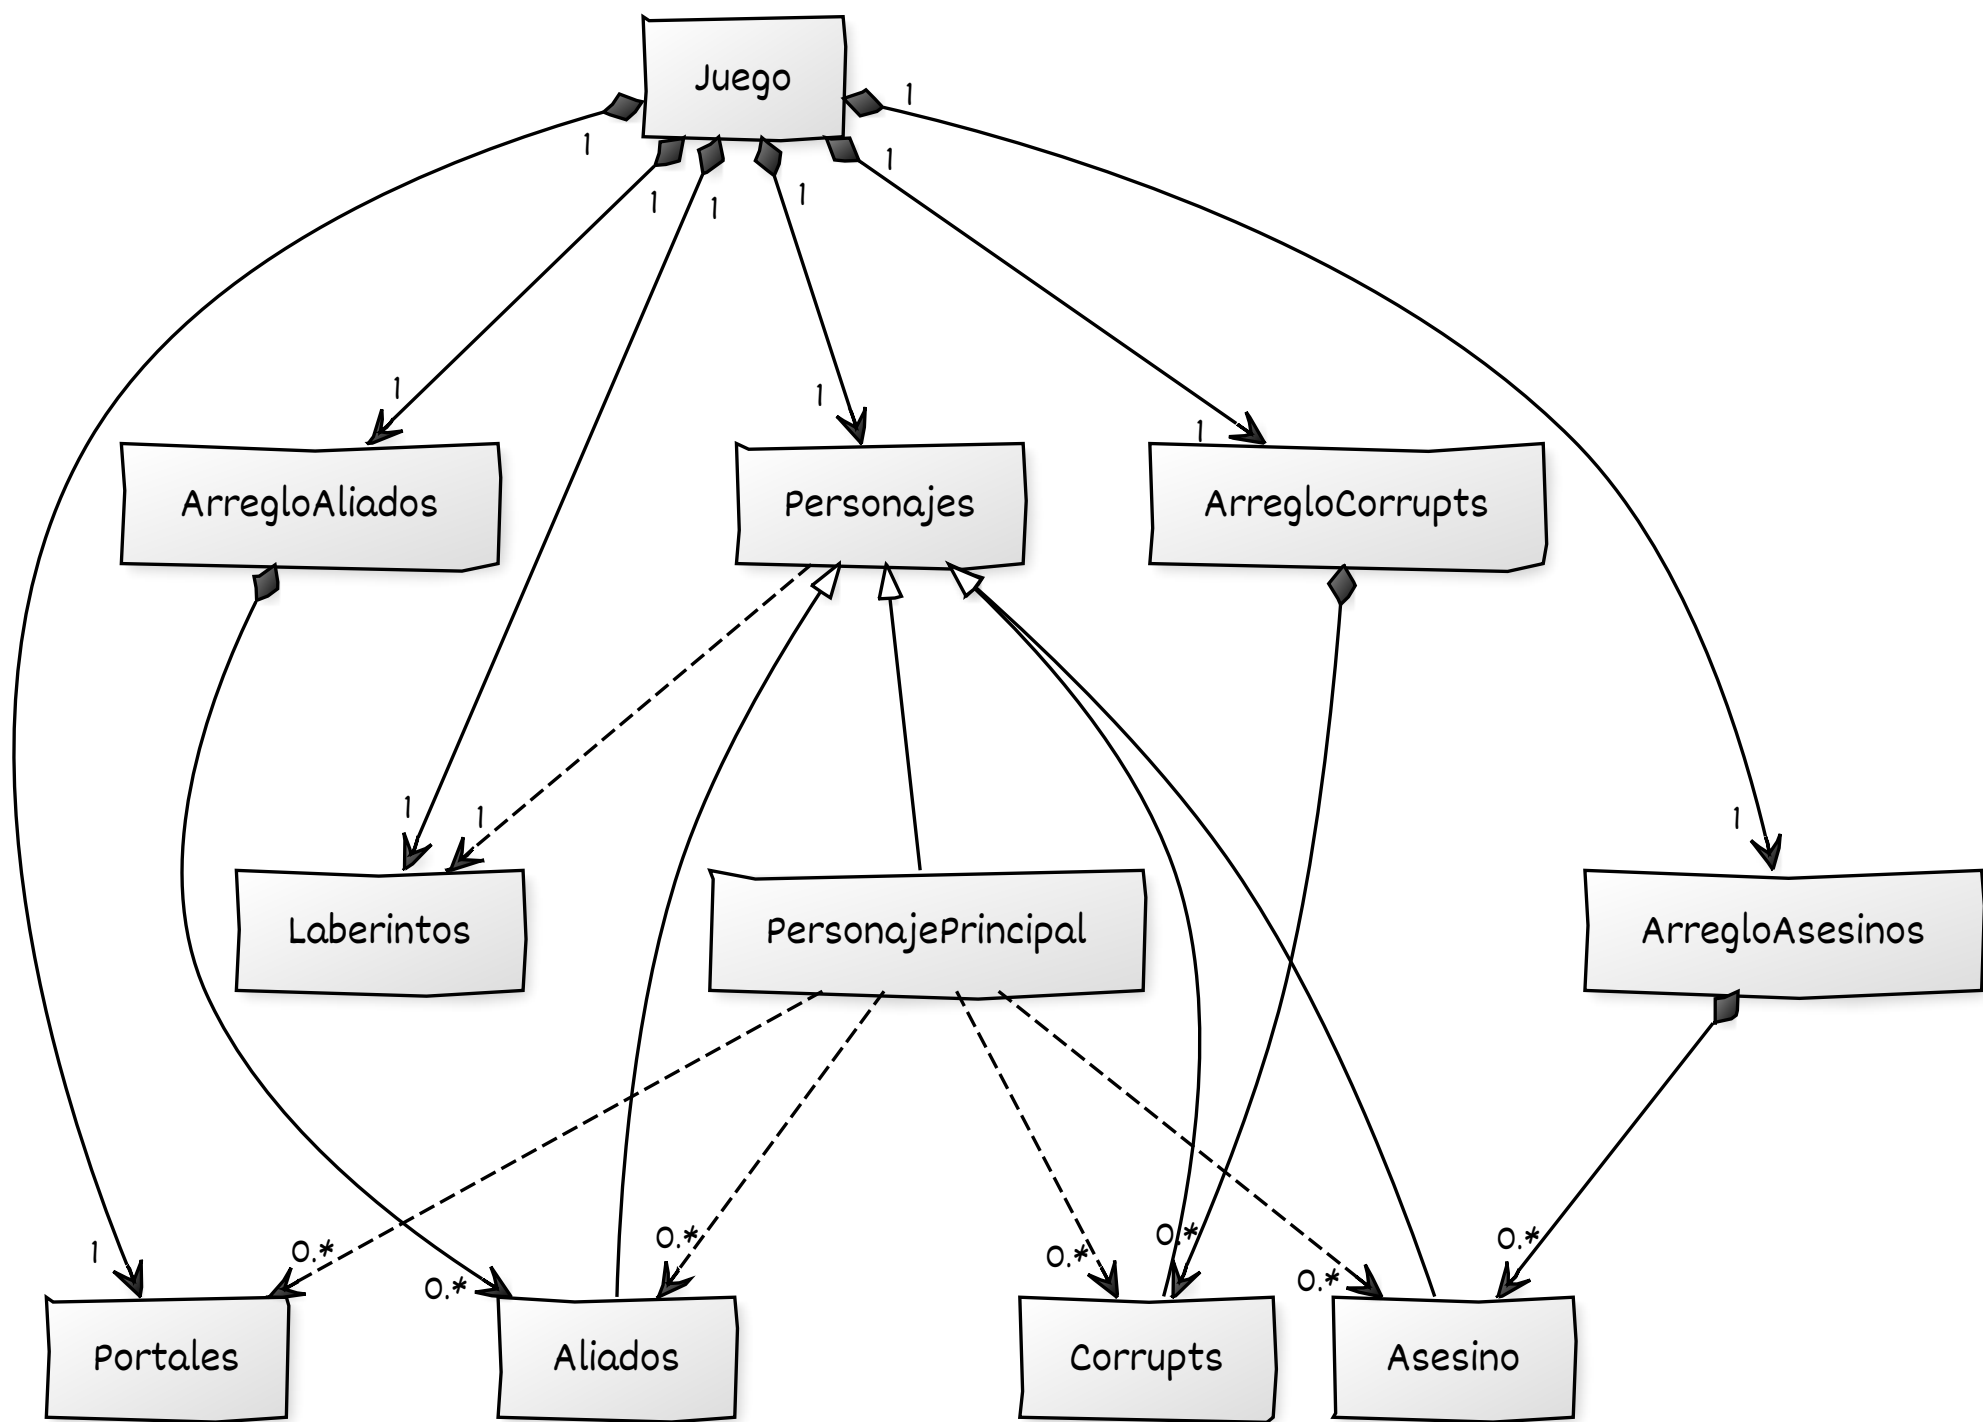 Juego
1
1
1
1
1
1
1
1
1
ArregloAliados
Personajes
ArregloCorrupts
1
1
1
Laberintos
PersonajePrincipal
ArregloAsesinos
1
0..*
0..*
0..*
0..*
0..*
0..*
0..*
Portales
Aliados
Corrupts
Asesino